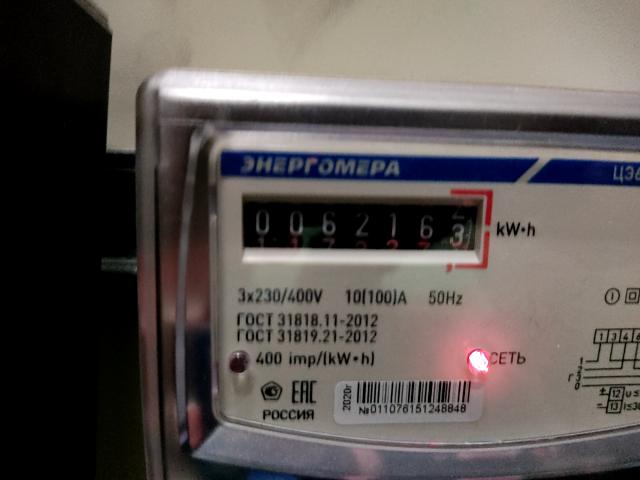 ЭНЕРГОМЕРА
ЦЭ6
0062163
kW•h
3x230/400V 10(100)A 50Hz
ГОСТ 31818.11-2012
ГОСТ 31819.21-2012
400 imp/(kW•h)
СЕТЬ
EAC
РОССИЯ
2020г
№011076151248848